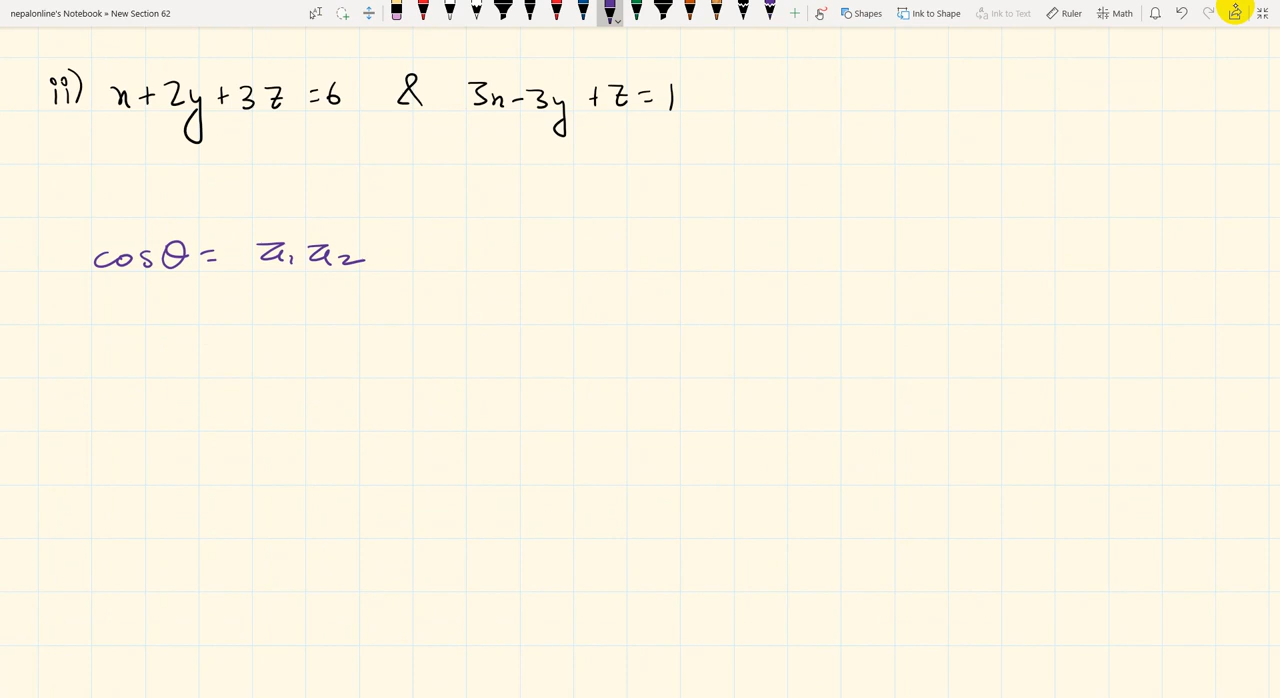 nepalonline's Notebook » New Section 62
Shapes Ink to Shape Ink to Text Ruler Math
ii) x+2y+3z=6 & 3x-3y+z=1
cosθ= a₁a₂